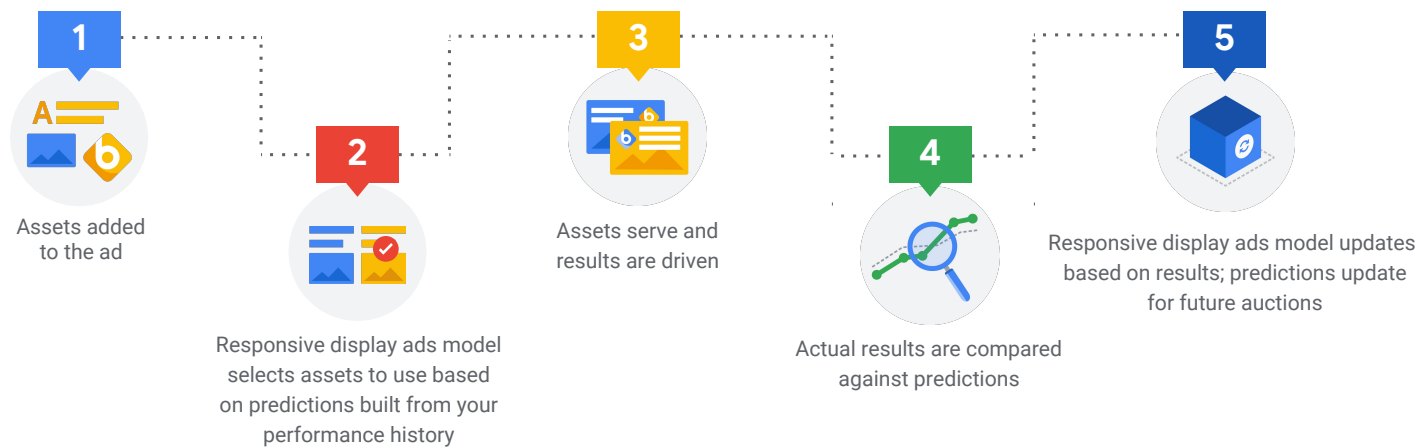 1
Assets added
to the ad
2
Responsive display ads model
selects assets to use based
on predictions built from your
performance history
3
Assets serve and
results are driven
4
Actual results are compared
against predictions
5
Responsive display ads model updates
based on results; predictions update
for future auctions
A
b
b
b